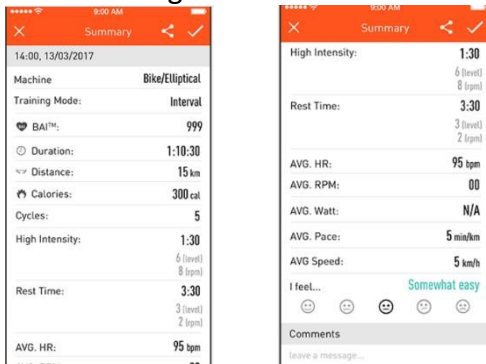 9:00 AM
Summary
14:00, 13/03/2017
Machine Bike/Elliptical
Training Mode: Interval
BAI™: 999
Duration: 1:10:30
Distance: 15 km
Calories: 300 cal
Cycles: 5
High Intensity: 1:30
6 (level)
8 (rpm)
Rest Time: 3:30
3 (level)
2 (rpm)
AVG. HR: 95 bpm
9:00 AM
Summary
High Intensity: 1:30
6 (level)
8 (rpm)
Rest Time: 3:30
3 (level)
2 (rpm)
AVG. HR: 95 bpm
AVG. RPM: 00
AVG. Watt: N/A
AVG. Pace: 5 min/km
AVG Speed: 5 km/h
I feel... Somewhat easy
Comments
leave a message...